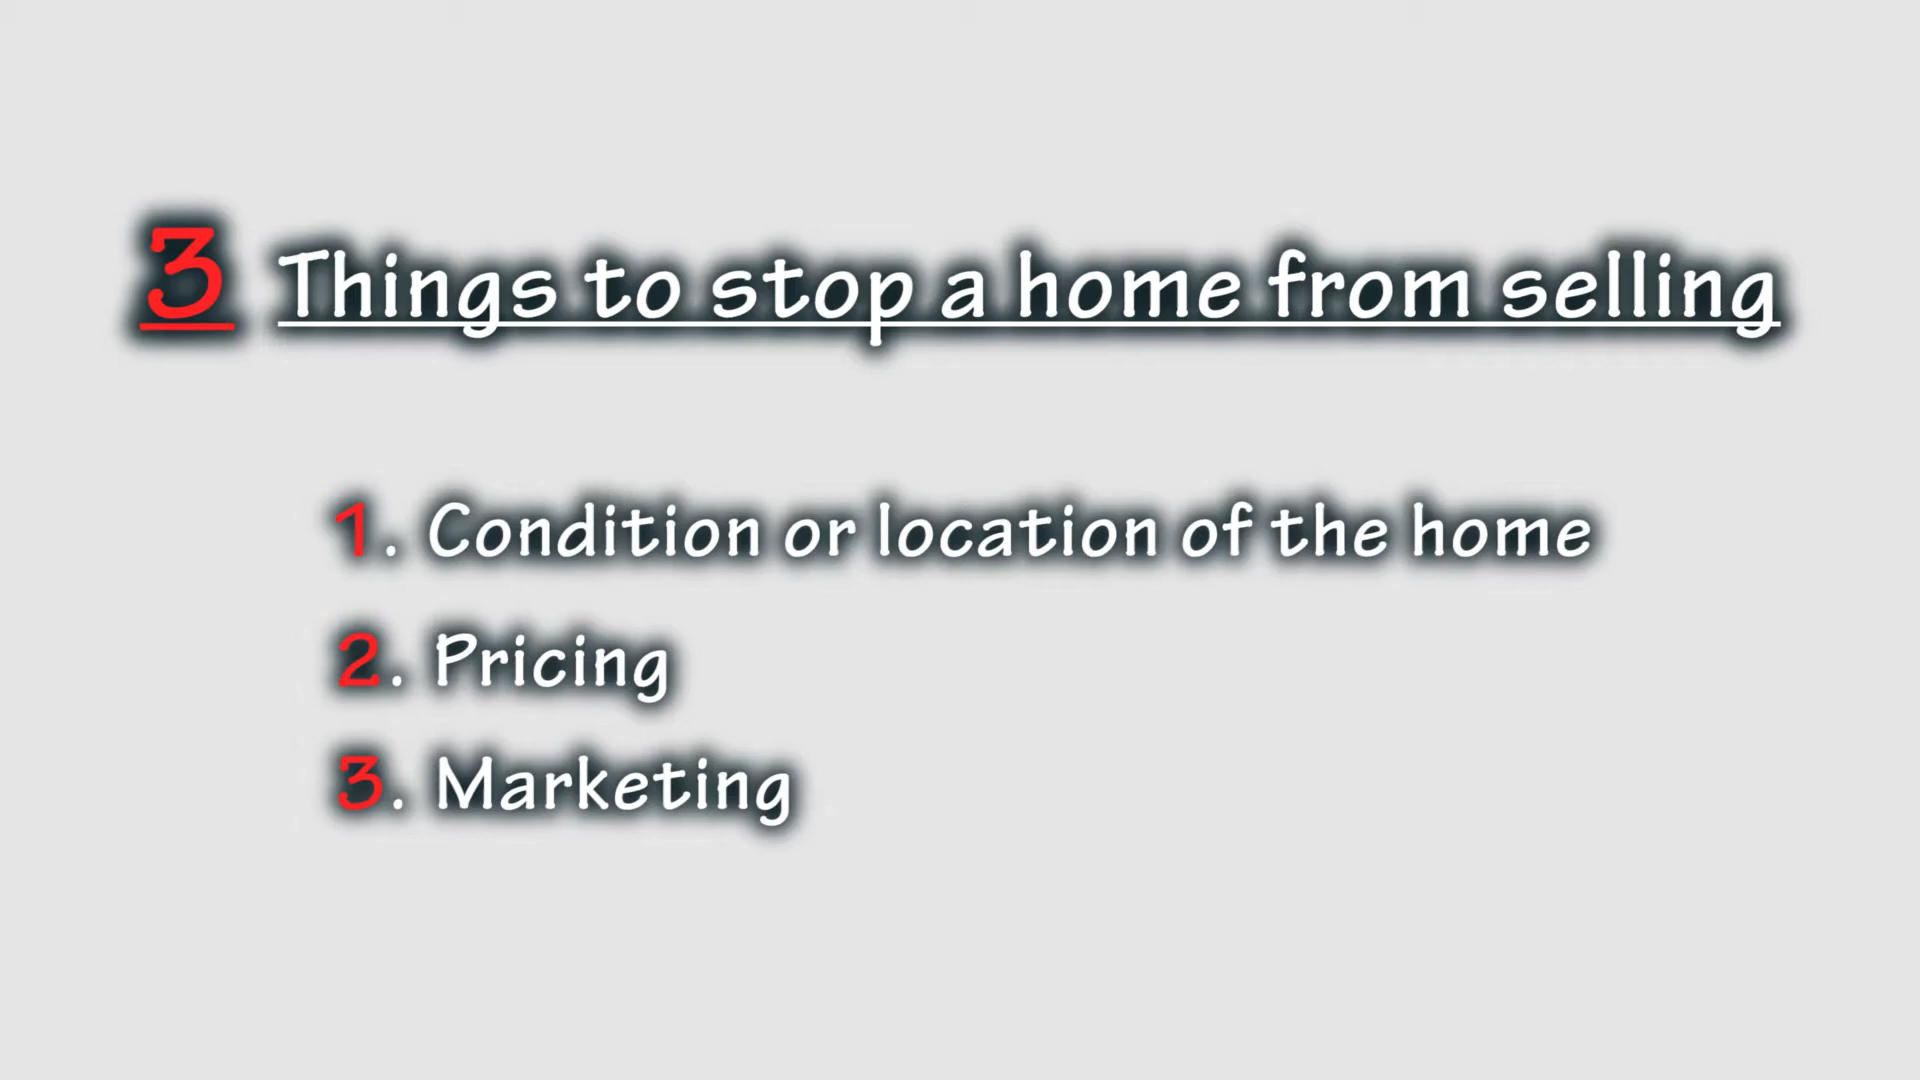 3 Things to stop a home from selling
1. Condition or location of the home
2. Pricing
3. Marketing